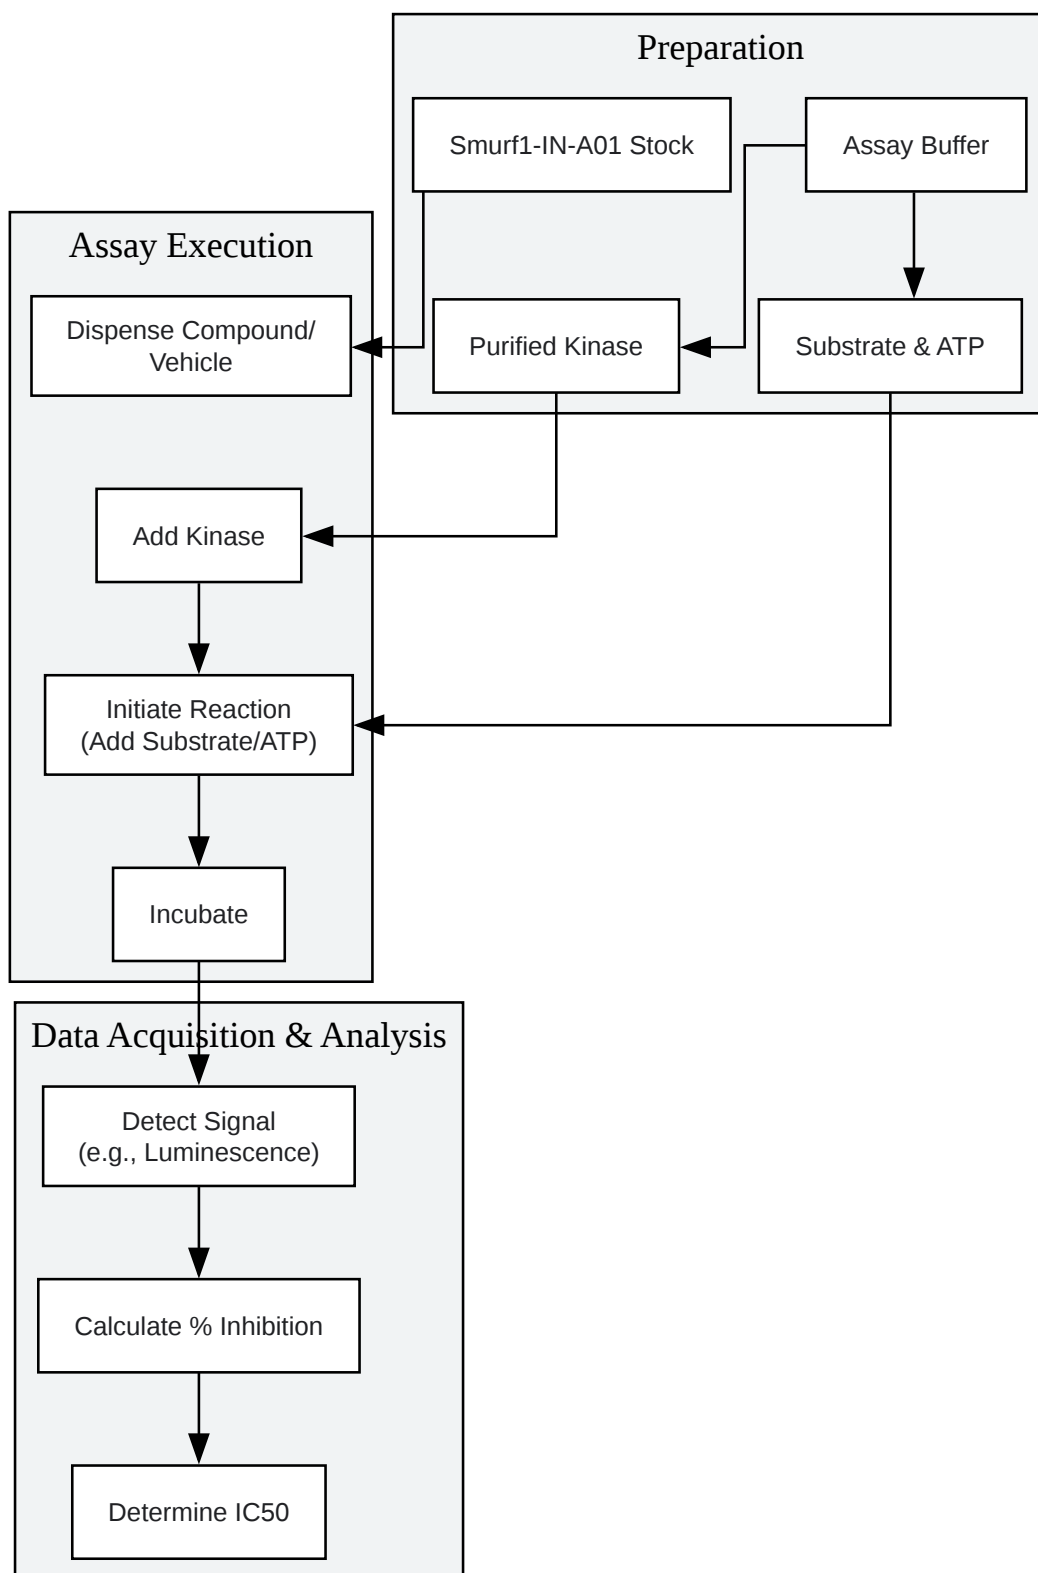 Preparation
Smurf1-IN-A01 Stock
Assay Buffer
Purified Kinase
Substrate & ATP
Assay Execution
Dispense Compound/
Vehicle
Add Kinase
Initiate Reaction
(Add Substrate/ATP)
Incubate
Data Acquisition & Analysis
Detect Signal
(e.g., Luminescence)
Calculate % Inhibition
Determine IC50